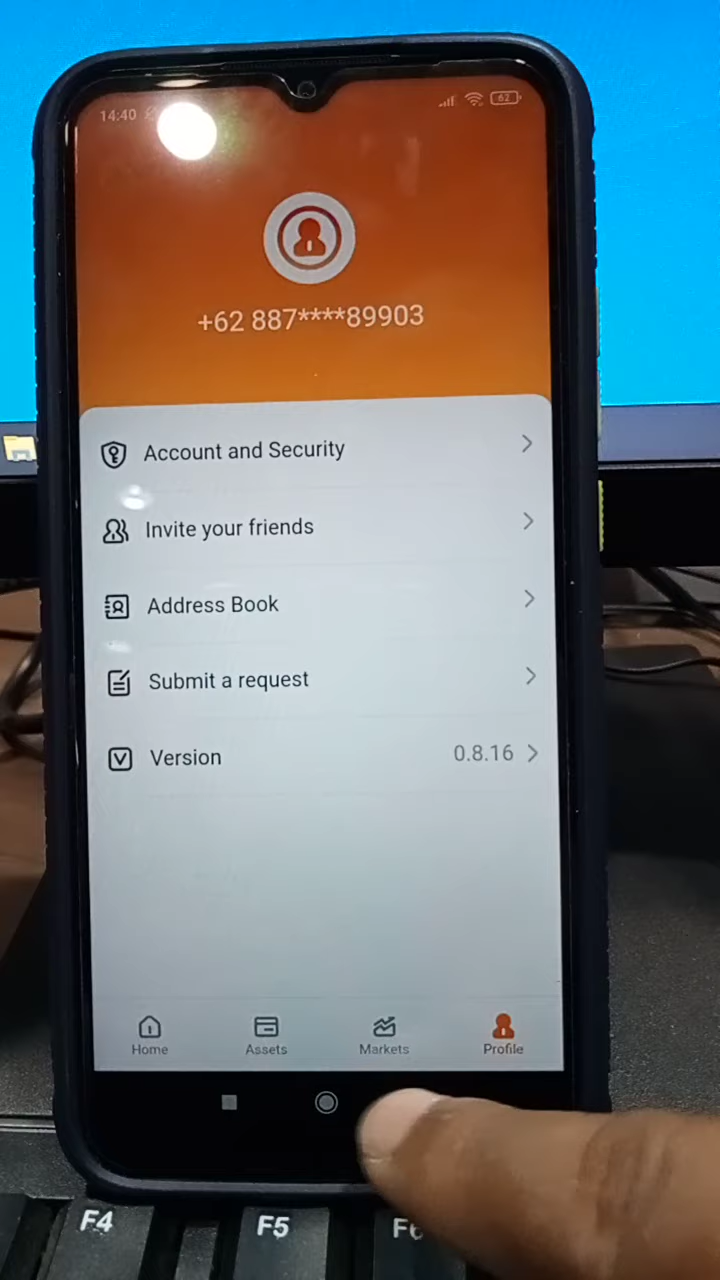 14:40
62
+62 887****89903
Account and Security
Invite your friends
Address Book
Submit a request
Version 0.8.16
Home Assets Markets Profile
F4 F5 F6